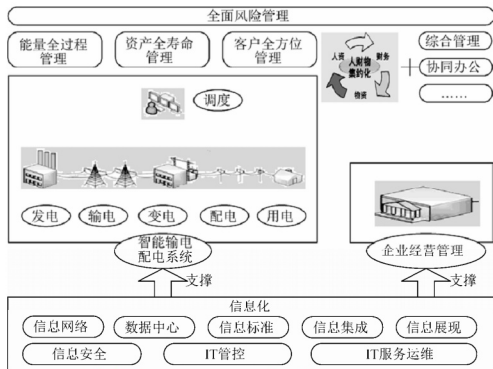 全面风险管理
能量全过程
管理
资产全寿命
管理
客户全方位
管理
人资
财务
人财物
集约化
物资
综合管理
协同办公
……
调度
发电
输电
变电
配电
用电
智能输电
配电系统
企业经营管理
支撑
支撑
信息化
信息网络
数据中心
信息标准
信息集成
信息展现
信息安全
IT管控
IT服务运维